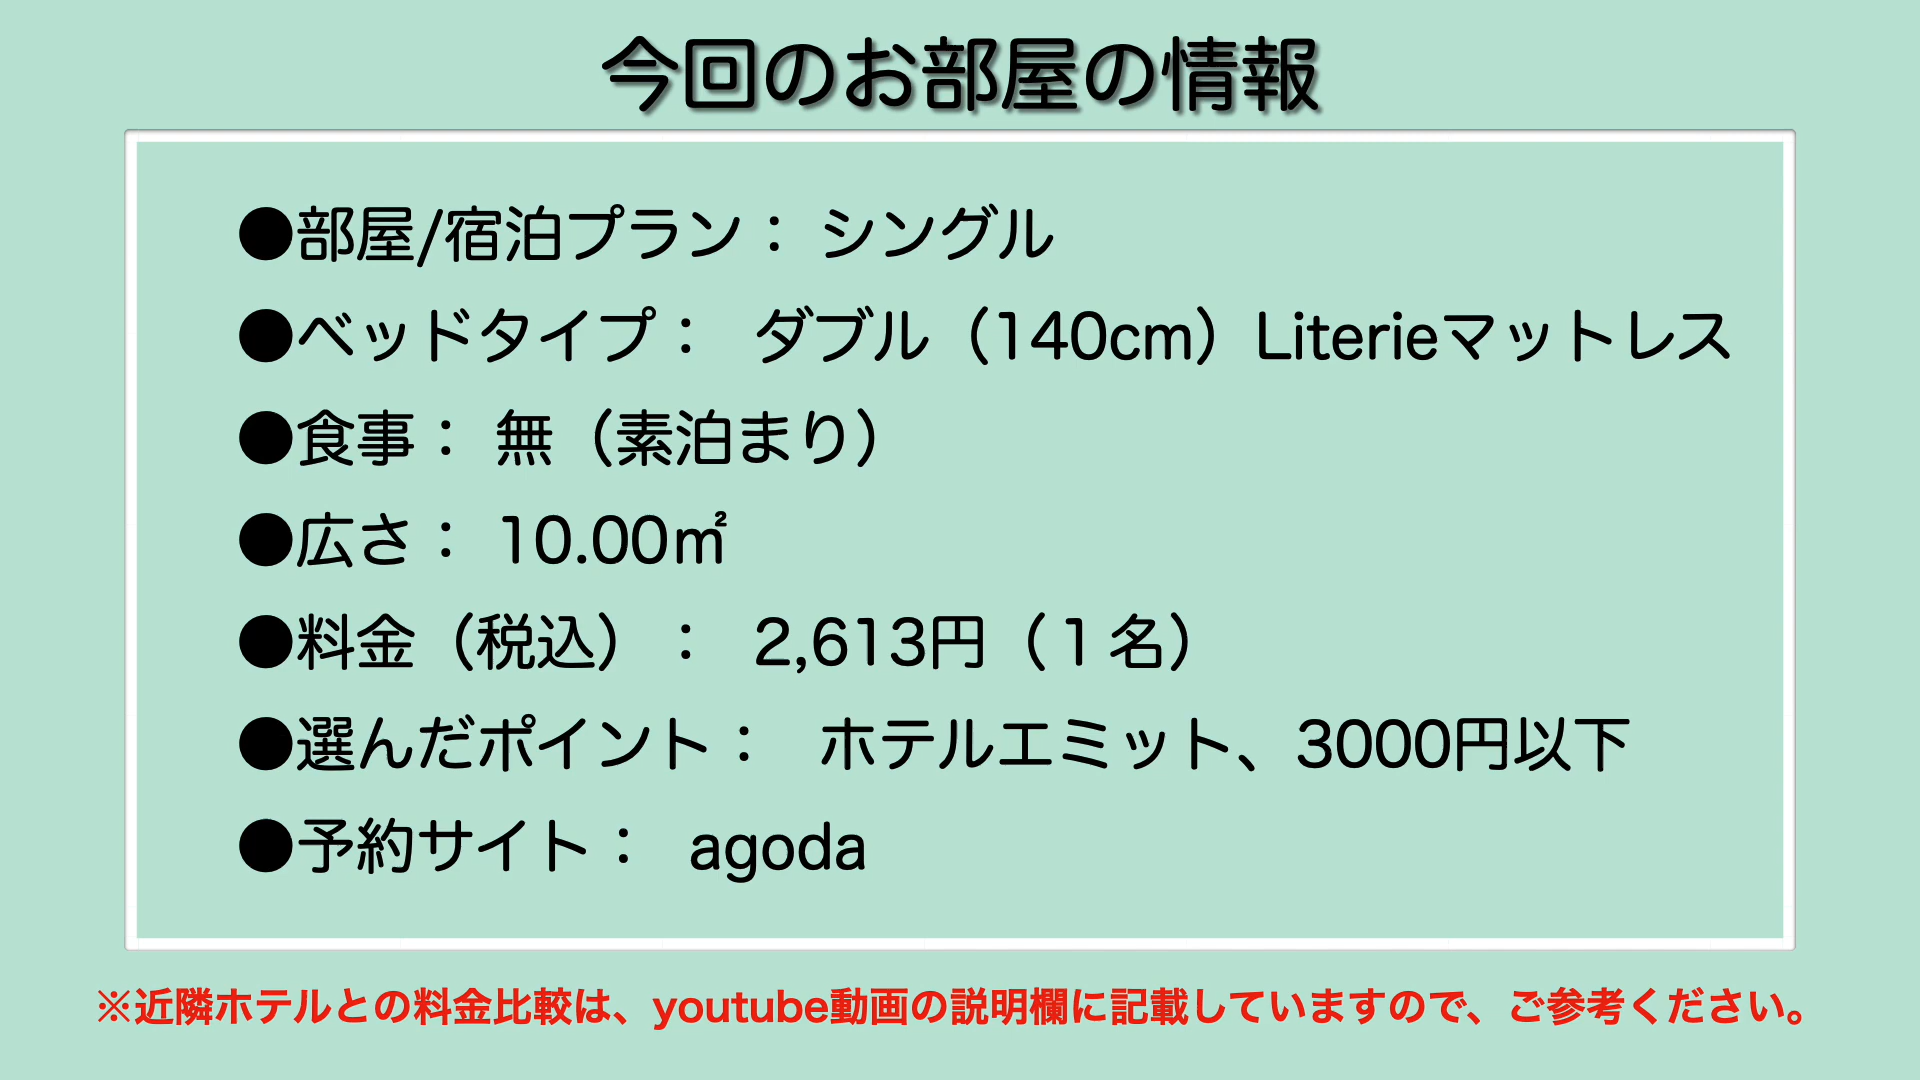 今回のお部屋の情報
●部屋/宿泊プラン： シングル
●ベッドタイプ： ダブル（140cm）Literieマットレス
●食事： 無（素泊まり）
●広さ： 10.00㎡
●料金（税込）： 2,613円（１名）
●選んだポイント： ホテルエミット、3000円以下
●予約サイト： agoda
※近隣ホテルとの料金比較は、youtube動画の説明欄に記載していますので、ご参考ください。